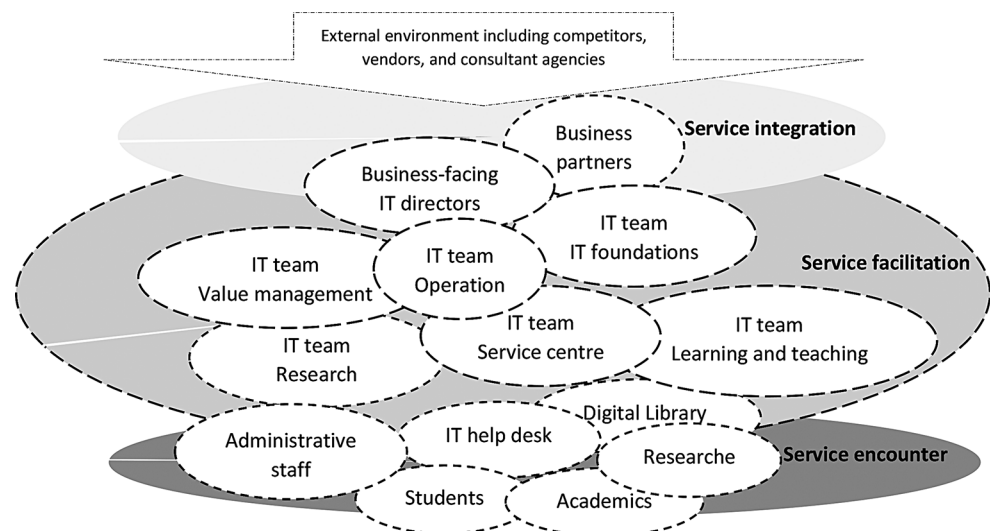 External environment including competitors,
vendors, and consultant agencies
Business
partners
Service integration
Business-facing
IT directors
IT team
IT foundations
IT team
Operation
IT team
Value management
Service facilitation
IT team
Service centre
IT team
Learning and teaching
IT team
Research
Digital Library
Administrative
staff
IT help desk
Researche
Service encounter
Students
Academics